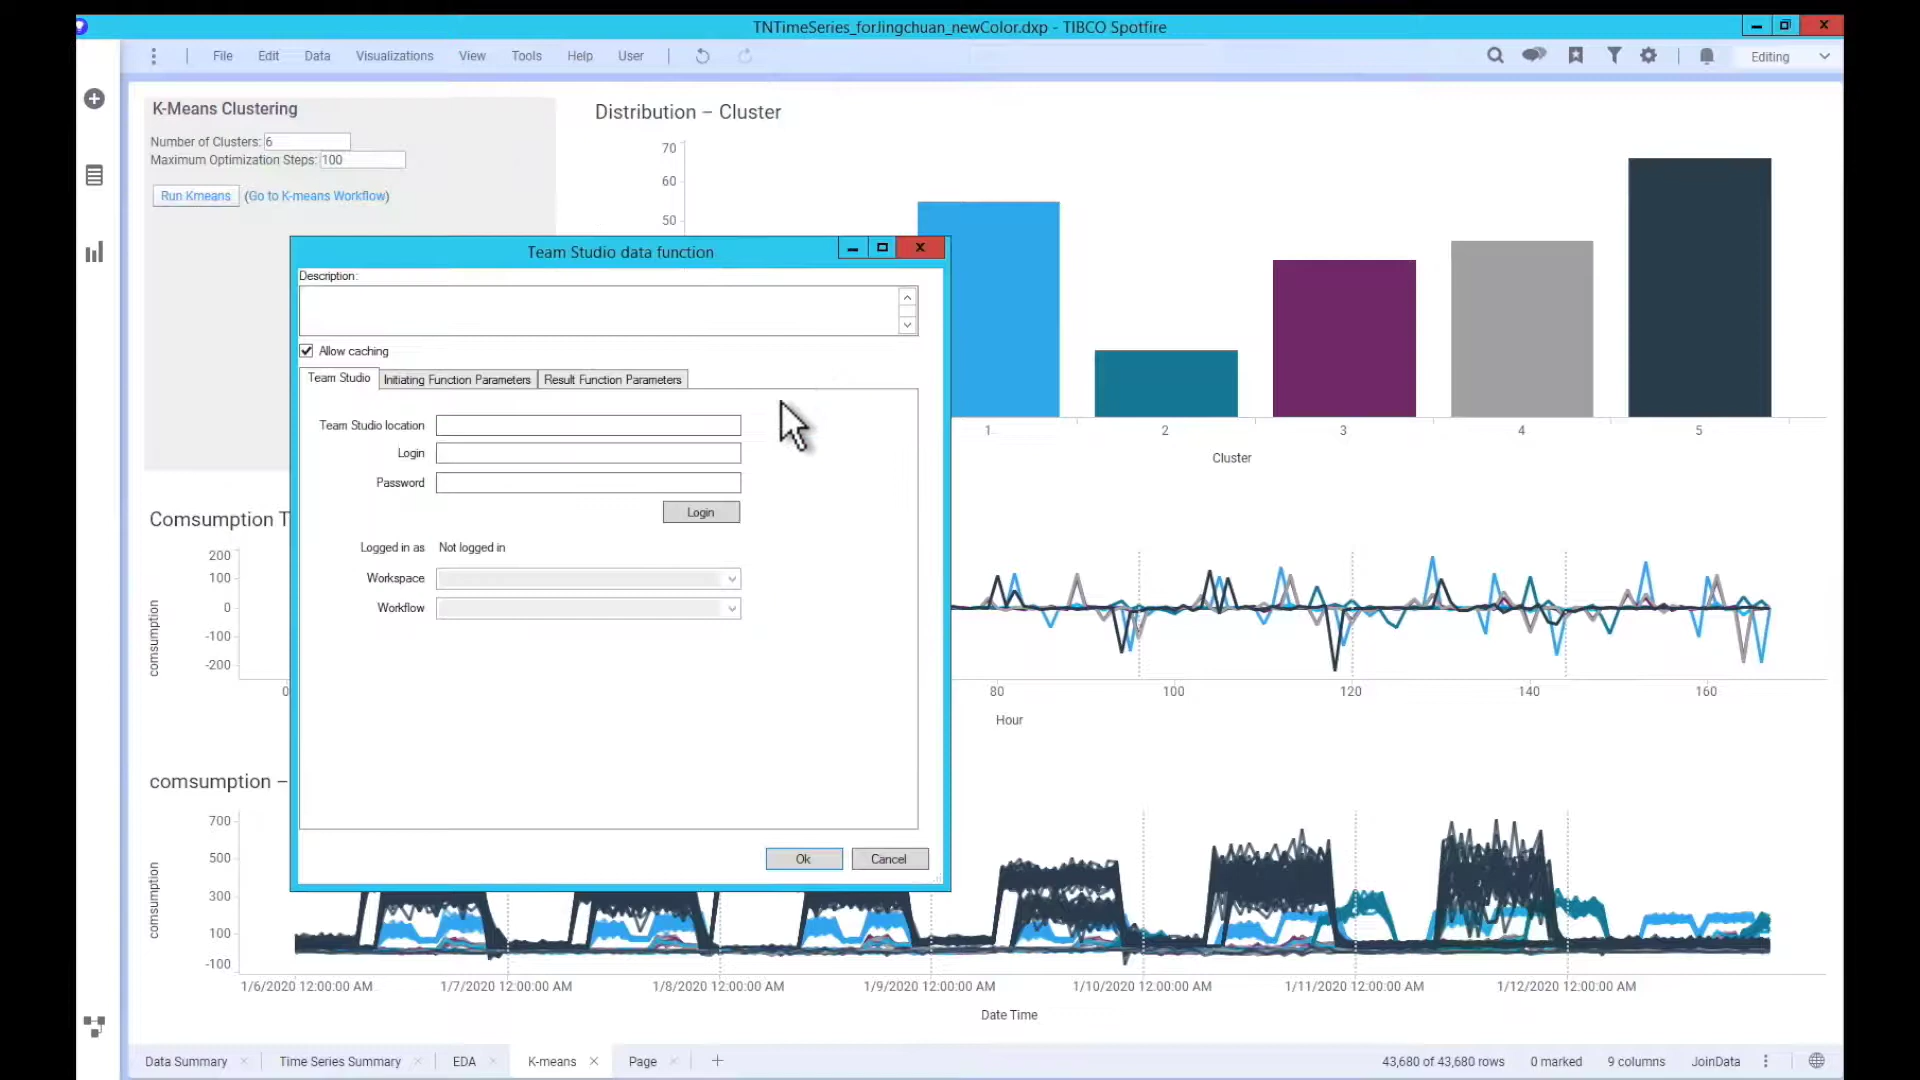 TNTimeSeries_forJingchuan_newColor.dxp - TIBCO Spotfire
File Edit Data Visualizations View Tools Help User Editing
K-Means Clustering
Number of Clusters: 6
Maximum Optimization Steps: 100
Run Kmeans (Go to K-means Workflow)
Distribution – Cluster
70
60
50
1 2 3 4 5
Cluster
Team Studio data function
Description:
Allow caching
Team Studio Initiating Function Parameters Result Function Parameters
Team Studio location
Login
Password
Login
Logged in as Not logged in
Workspace
Workflow
Ok Cancel
Comsumption T
200
100
0
-100
-200
comsumption
0 80 100 120 140 160
Hour
comsumption –
700
500
300
100
-100
comsumption
1/6/2020 12:00:00 AM 1/7/2020 12:00:00 AM 1/8/2020 12:00:00 AM 1/9/2020 12:00:00 AM 1/10/2020 12:00:00 AM 1/11/2020 12:00:00 AM 1/12/2020 12:00:00 AM
Date Time
Data Summary Time Series Summary EDA K-means Page 43,680 of 43,680 rows 0 marked 9 columns JoinData